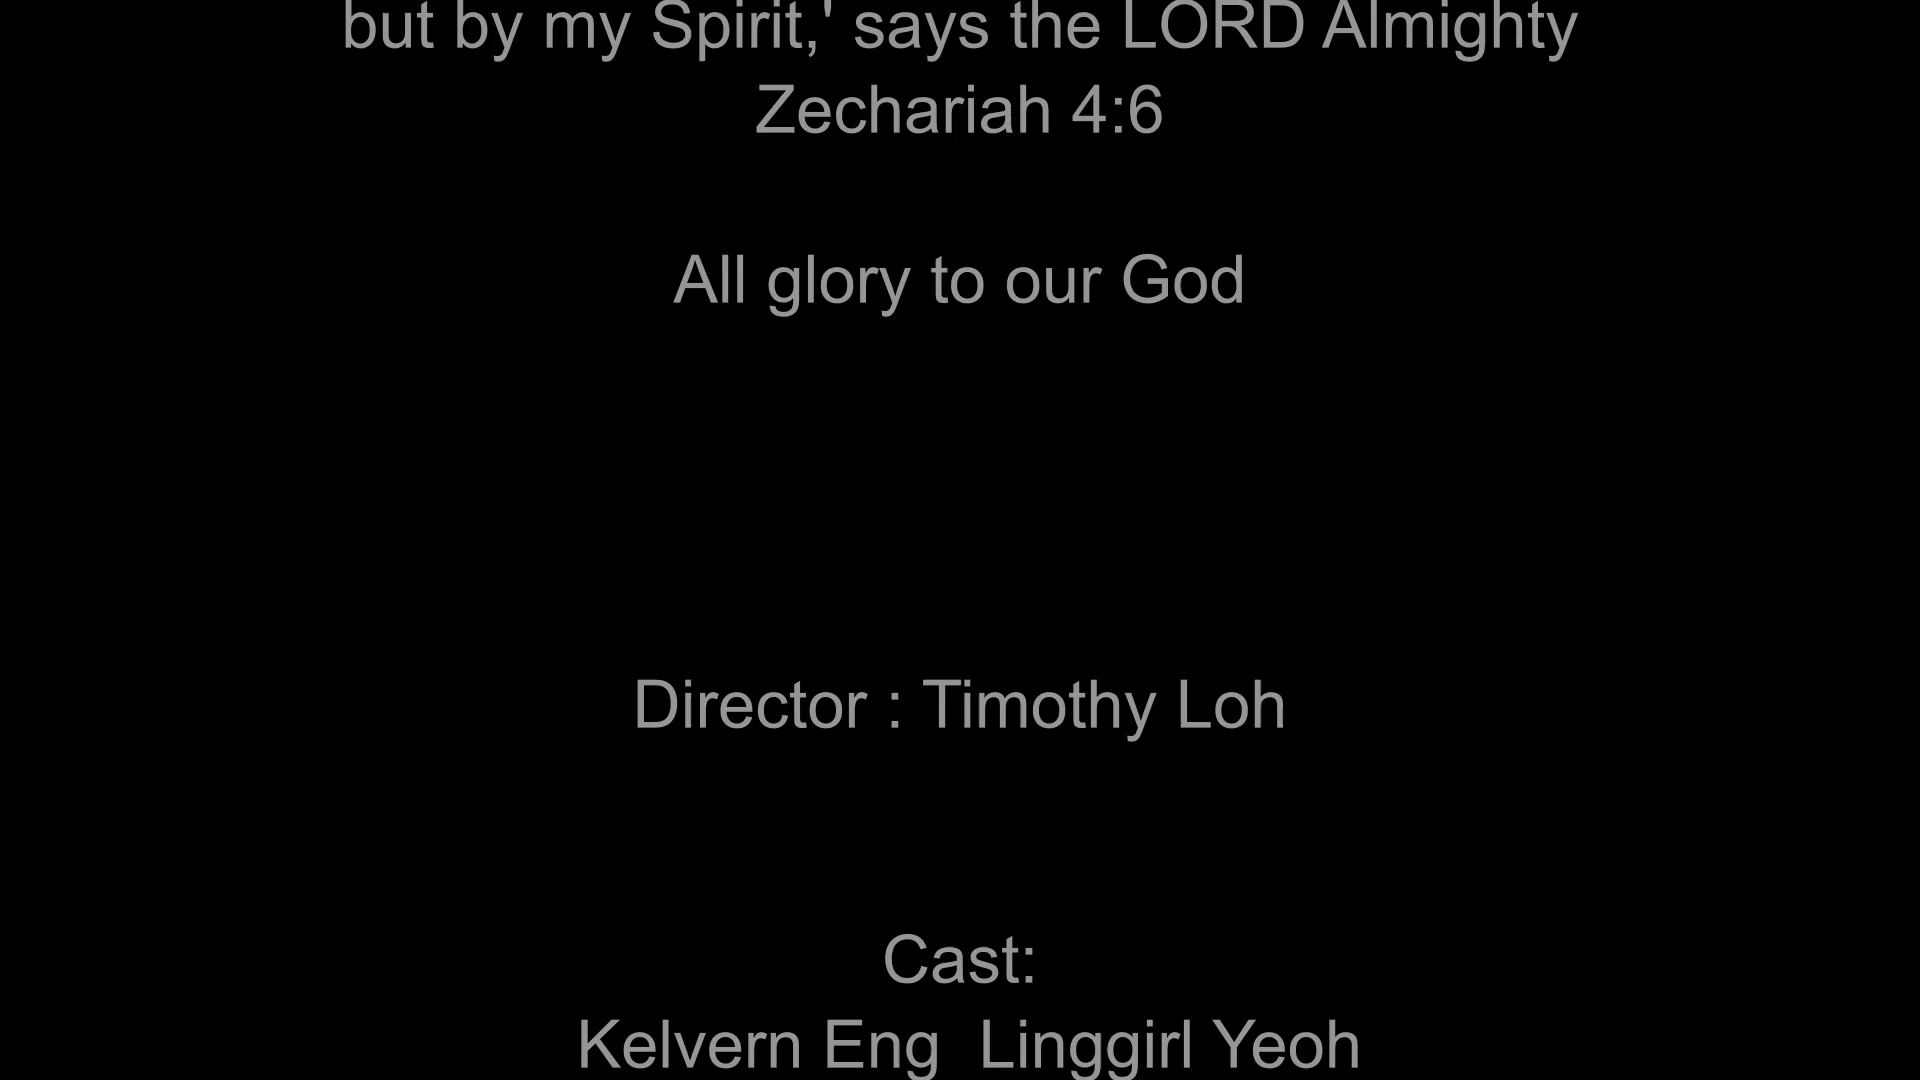 but by my Spirit,' says the LORD Almighty
Zechariah 4:6
All glory to our God
Director : Timothy Loh
Cast:
Kelvern Eng  Linggirl Yeoh